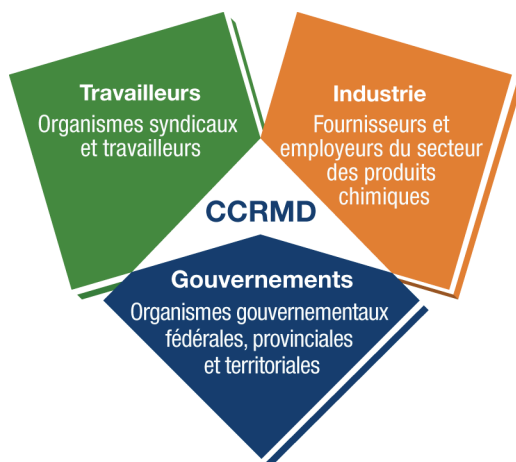 Travailleurs
Organismes syndicaux
et travailleurs
Industrie
Fournisseurs et
employeurs du secteur
des produits
chimiques
CCRMD
Gouvernements
Organismes gouvernementaux
fédérales, provinciales
et territoriales